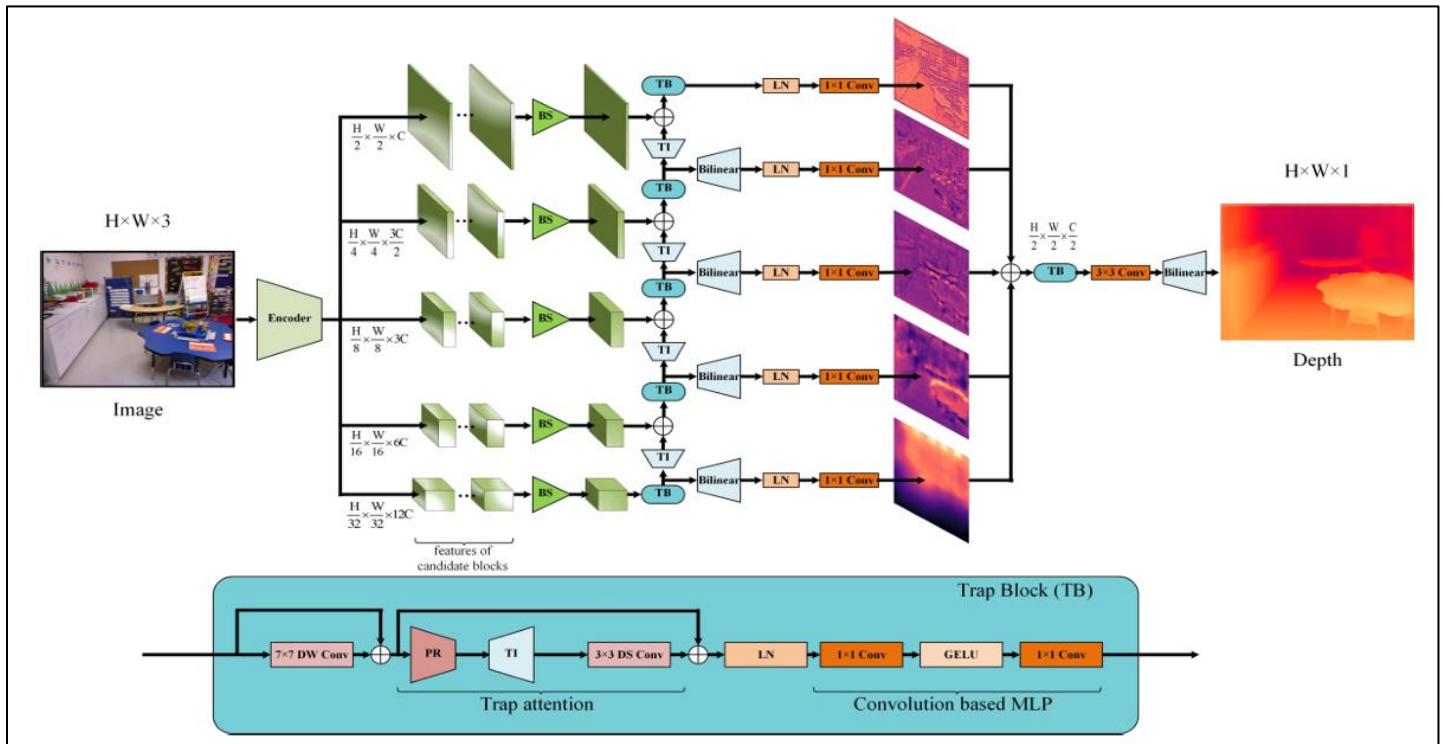 H×W×3
Image
Encoder
H/2 × W/2 × C
BS
TB
LN
1×1 Conv
TI
Bilinear
LN
1×1 Conv
TB
H/4 × W/4 × 3C/2
BS
TI
Bilinear
LN
1×1 Conv
TB
H/8 × W/8 × 3C
BS
TI
Bilinear
LN
1×1 Conv
TB
H/16 × W/16 × 6C
BS
TI
Bilinear
LN
1×1 Conv
TB
H/32 × W/32 × 12C
BS
features of
candidate blocks
H/2 × W/2 × C/2
TB
3×3 Conv
Bilinear
H×W×1
Depth
Trap Block (TB)
7×7 DW Conv
PR
TI
3×3 DS Conv
LN
1×1 Conv
GELU
1×1 Conv
Trap attention
Convolution based MLP